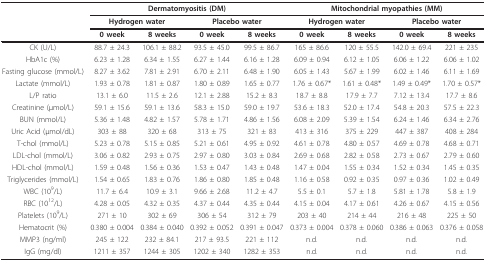 Dermatomyositis (DM) Mitochondrial myopathies (MM)
Hydrogen water Placebo water Hydrogen water Placebo water
0 week 8 weeks 0 week 8 weeks 0 week 8 weeks 0 week 8 weeks
CK (U/L) 88.7 ± 24.3 106.1 ± 88.2 93.5 ± 45.0 99.5 ± 86.7 165 ± 86.6 120 ± 55.5 142.0 ± 69.4 221 ± 235
HbA1c (%) 6.23 ± 1.28 6.34 ± 1.55 6.27 ± 1.44 6.16 ± 1.28 6.09 ± 0.94 6.12 ± 1.05 6.06 ± 1.22 6.06 ± 1.02
Fasting glucose (mmol/L) 8.27 ± 3.62 7.81 ± 2.91 6.70 ± 2.11 6.48 ± 1.90 6.05 ± 1.43 5.67 ± 1.99 6.02 ± 1.46 6.11 ± 1.69
Lactate (mmol/L) 1.93 ± 0.78 1.81 ± 0.87 1.80 ± 0.89 1.65 ± 0.77 1.76 ± 0.67* 1.61 ± 0.48* 1.49 ± 0.49* 1.70 ± 0.57*
L/P ratio 13.1 ± 6.0 11.5 ± 2.6 12.1 ± 2.88 15.2 ± 8.3 18.7 ± 8.8 17.9 ± 7.7 7.12 ± 13.4 17.7 ± 8.6
Creatinine (μmol/L) 59.1 ± 15.6 59.1 ± 13.6 58.3 ± 15.0 59.0 ± 19.7 53.6 ± 18.3 52.0 ± 17.4 54.8 ± 20.3 57.5 ± 22.3
BUN (mmol/L) 5.36 ± 1.48 4.82 ± 1.57 5.78 ± 1.71 4.86 ± 1.56 6.08 ± 2.09 5.39 ± 1.54 6.24 ± 1.46 6.34 ± 2.76
Uric Acid (μmol/dL) 303 ± 88 320 ± 68 313 ± 75 321 ± 83 413 ± 316 375 ± 229 447 ± 387 408 ± 284
T-chol (mmol/L) 5.23 ± 0.78 5.15 ± 0.85 5.21 ± 0.61 4.95 ± 0.92 4.61 ± 0.78 4.80 ± 0.57 4.69 ± 0.78 4.68 ± 0.71
LDL-chol (mmol/L) 3.06 ± 0.82 2.93 ± 0.75 2.97 ± 0.80 3.03 ± 0.84 2.69 ± 0.68 2.82 ± 0.58 2.73 ± 0.67 2.79 ± 0.60
HDL-chol (mmol/L) 1.59 ± 0.48 1.56 ± 0.36 1.53 ± 0.47 1.43 ± 0.48 1.47 ± 0.04 1.55 ± 0.34 1.52 ± 0.34 1.45 ± 0.35
Triglycerides (mmol/L) 1.54 ± 0.65 1.83 ± 0.76 1.86 ± 0.80 1.85 ± 0.48 1.16 ± 0.58 0.92 ± 0.35 0.97 ± 0.36 1.02 ± 0.49
WBC (10⁹/L) 11.7 ± 6.4 10.9 ± 3.1 9.66 ± 2.68 11.2 ± 4.7 5.5 ± 0.1 5.7 ± 1.8 5.81 ± 1.78 5.8 ± 1.9
RBC (10¹²/L) 4.28 ± 0.05 4.32 ± 0.35 4.37 ± 0.44 4.35 ± 0.44 4.15 ± 0.04 4.17 ± 0.61 4.26 ± 0.67 4.15 ± 0.56
Platelets (10⁹/L) 271 ± 10 302 ± 69 306 ± 54 312 ± 79 203 ± 40 214 ± 44 216 ± 48 225 ± 50
Hematocrit (%) 0.380 ± 0.004 0.384 ± 0.040 0.392 ± 0.052 0.391 ± 0.047 0.373 ± 0.004 0.378 ± 0.060 0.386 ± 0.063 0.376 ± 0.058
MMP3 (ng/ml) 245 ± 122 232 ± 84.1 217 ± 93.5 221 ± 112 n.d. n.d. n.d. n.d.
IgG (mg/dl) 1211 ± 357 1244 ± 305 1202 ± 340 1282 ± 353 n.d. n.d. n.d. n.d.